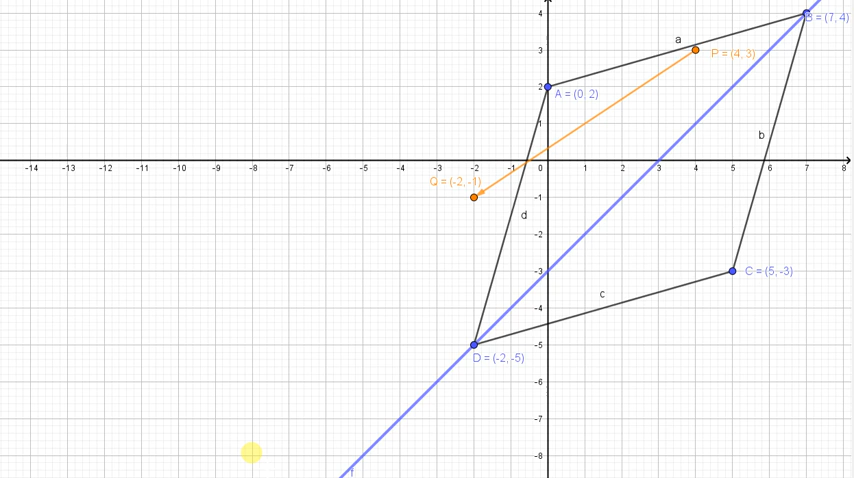 4
B = (7, 4)
a
3
P = (4, 3)
2
A = (0, 2)
1
b
-14 -13 -12 -11 -10 -9 -8 -7 -6 -5 -4 -3 -2 -1 0 1 2 3 4 5 6 7 8
Q = (-2, -1)
-1
d
-2
-3
C = (5, -3)
c
-4
-5
D = (-2, -5)
-6
-7
-8
f